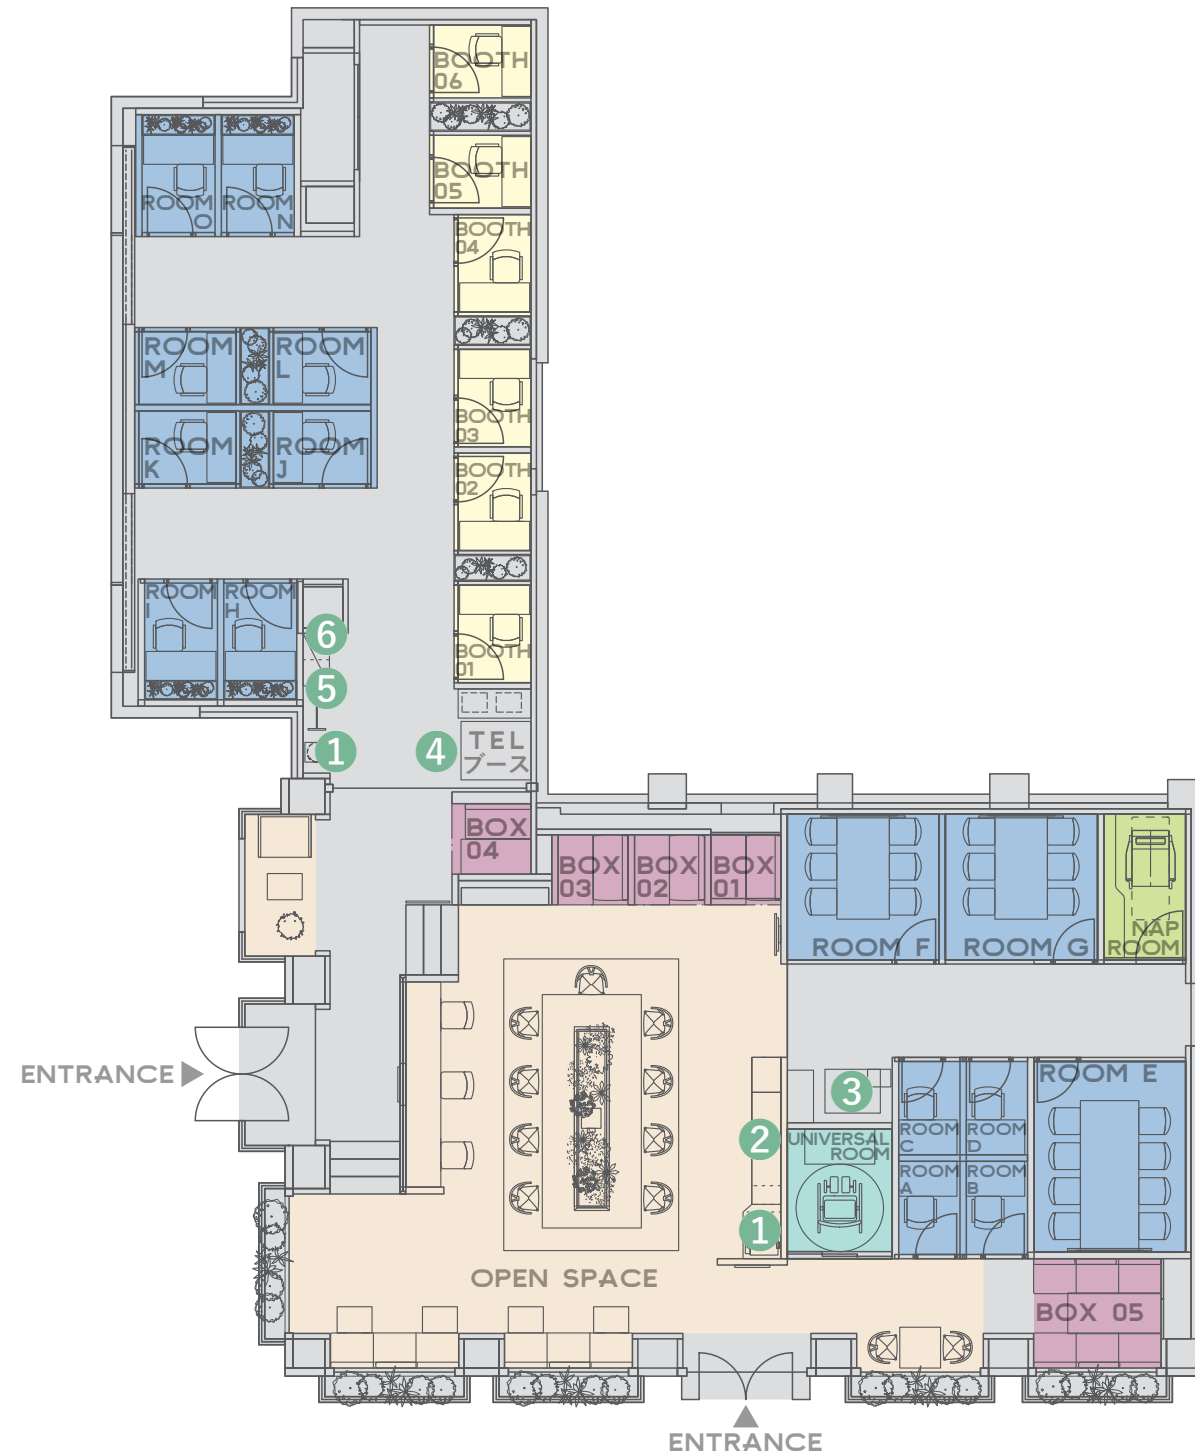 BOOTH
06
BOOTH
05
ROOM
O
ROOM
N
BOOTH
04
ROOM
M
ROOM
L
BOOTH
03
ROOM
K
ROOM
J
BOOTH
02
ROOM
I
ROOM
H
6
BOOTH
01
5
1
4
TEL
ブース
BOX
04
BOX
03
BOX
02
BOX
01
ROOM F
ROOM G
NAP
ROOM
ENTRANCE
3
ROOM E
2
UNIVERSAL
ROOM
ROOM
C
ROOM
D
ROOM
A
ROOM
B
1
OPEN SPACE
BOX 05
ENTRANCE